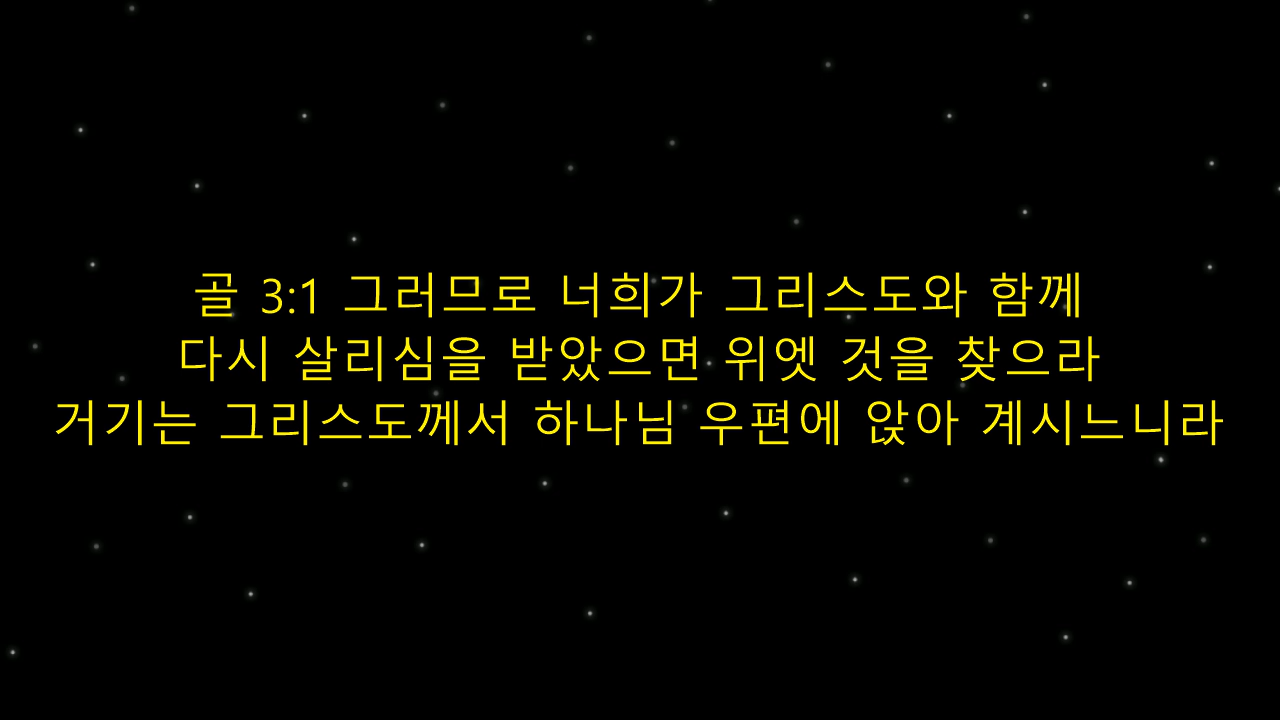 골 3:1 그러므로 너희가 그리스도와 함께
다시 살리심을 받았으면 위엣 것을 찾으라
거기는 그리스도께서 하나님 우편에 앉아 계시느니라